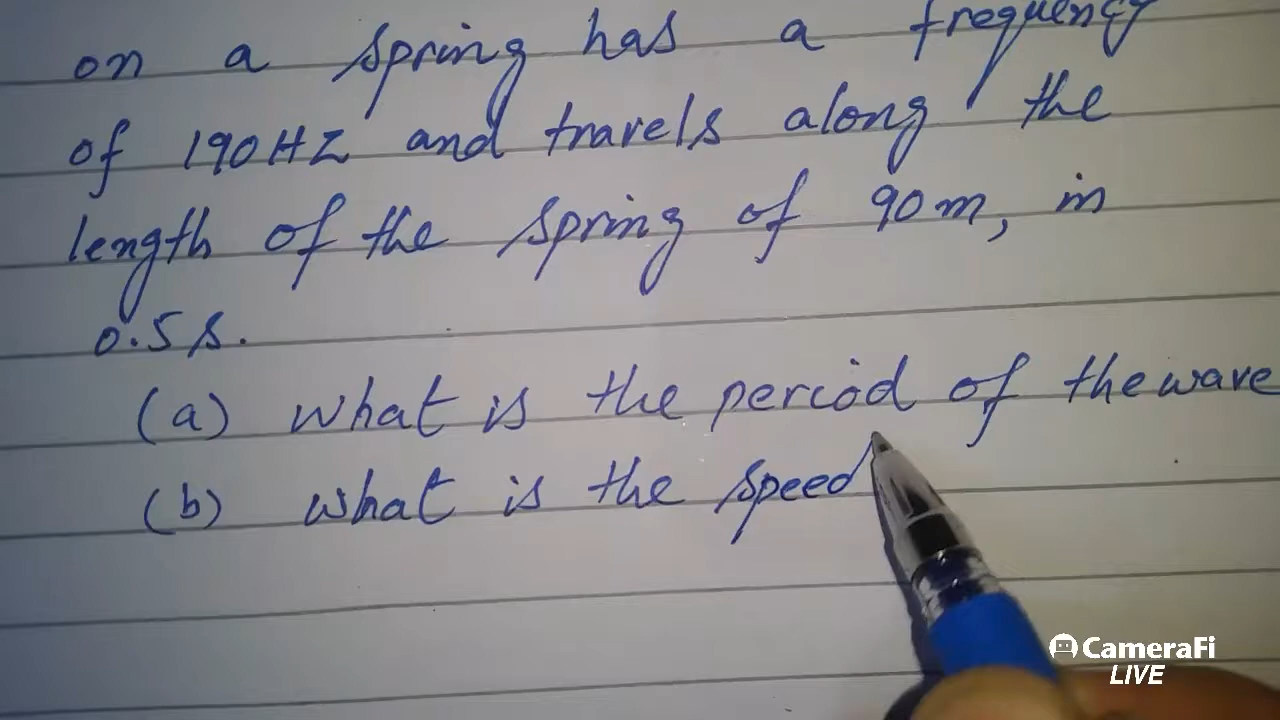 on a spring has a frequency
of 190HZ and travels along the
length of the spring of 90m, in
0.5s.
(a) what is the period of the wave
(b) what is the speed
CameraFi
LIVE